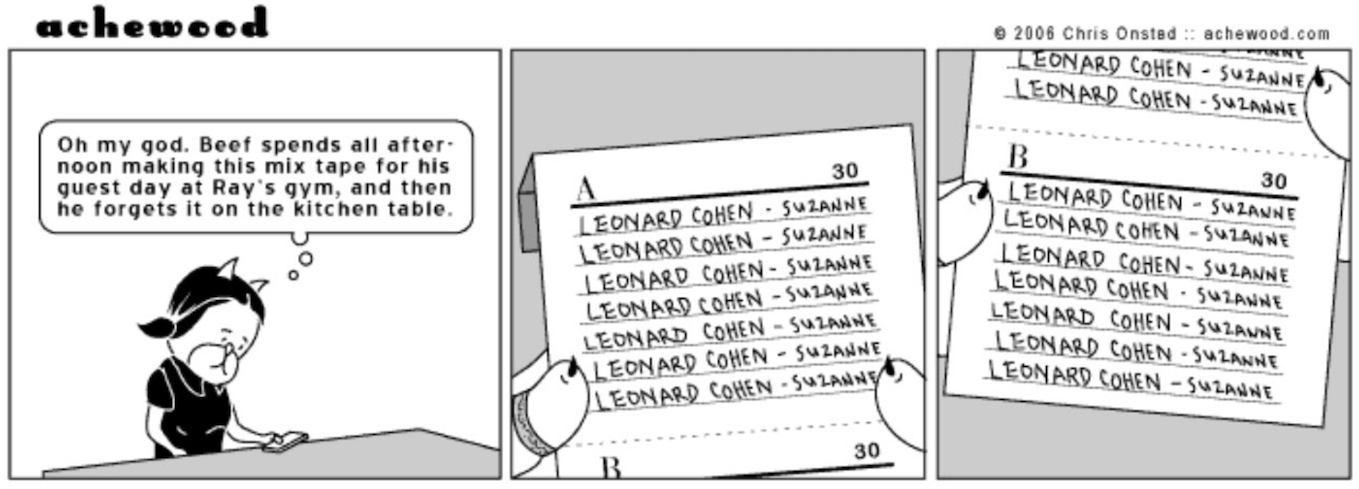 achewood
© 2006 Chris Onstad :: achewood.com
Oh my god. Beef spends all after-
noon making this mix tape for his
guest day at Ray's gym, and then
he forgets it on the kitchen table.
A 30
LEONARD COHEN - SUZANNE
LEONARD COHEN - SUZANNE
LEONARD COHEN - SUZANNE
LEONARD COHEN - SUZANNE
LEONARD COHEN - SUZANNE
LEONARD COHEN - SUZANNE
LEONARD COHEN - SUZANNE
B 30
SUZANNE
LEONARD COHEN - SUZANNE
LEONARD COHEN - SUZANNE
B 30
LEONARD COHEN - SUZANNE
LEONARD COHEN - SUZANNE
LEONARD COHEN - SUZANNE
LEONARD COHEN - SUZANNE
LEONARD COHEN - SUZANNE
LEONARD COHEN - SUZANNE
LEONARD COHEN - SUZANNE